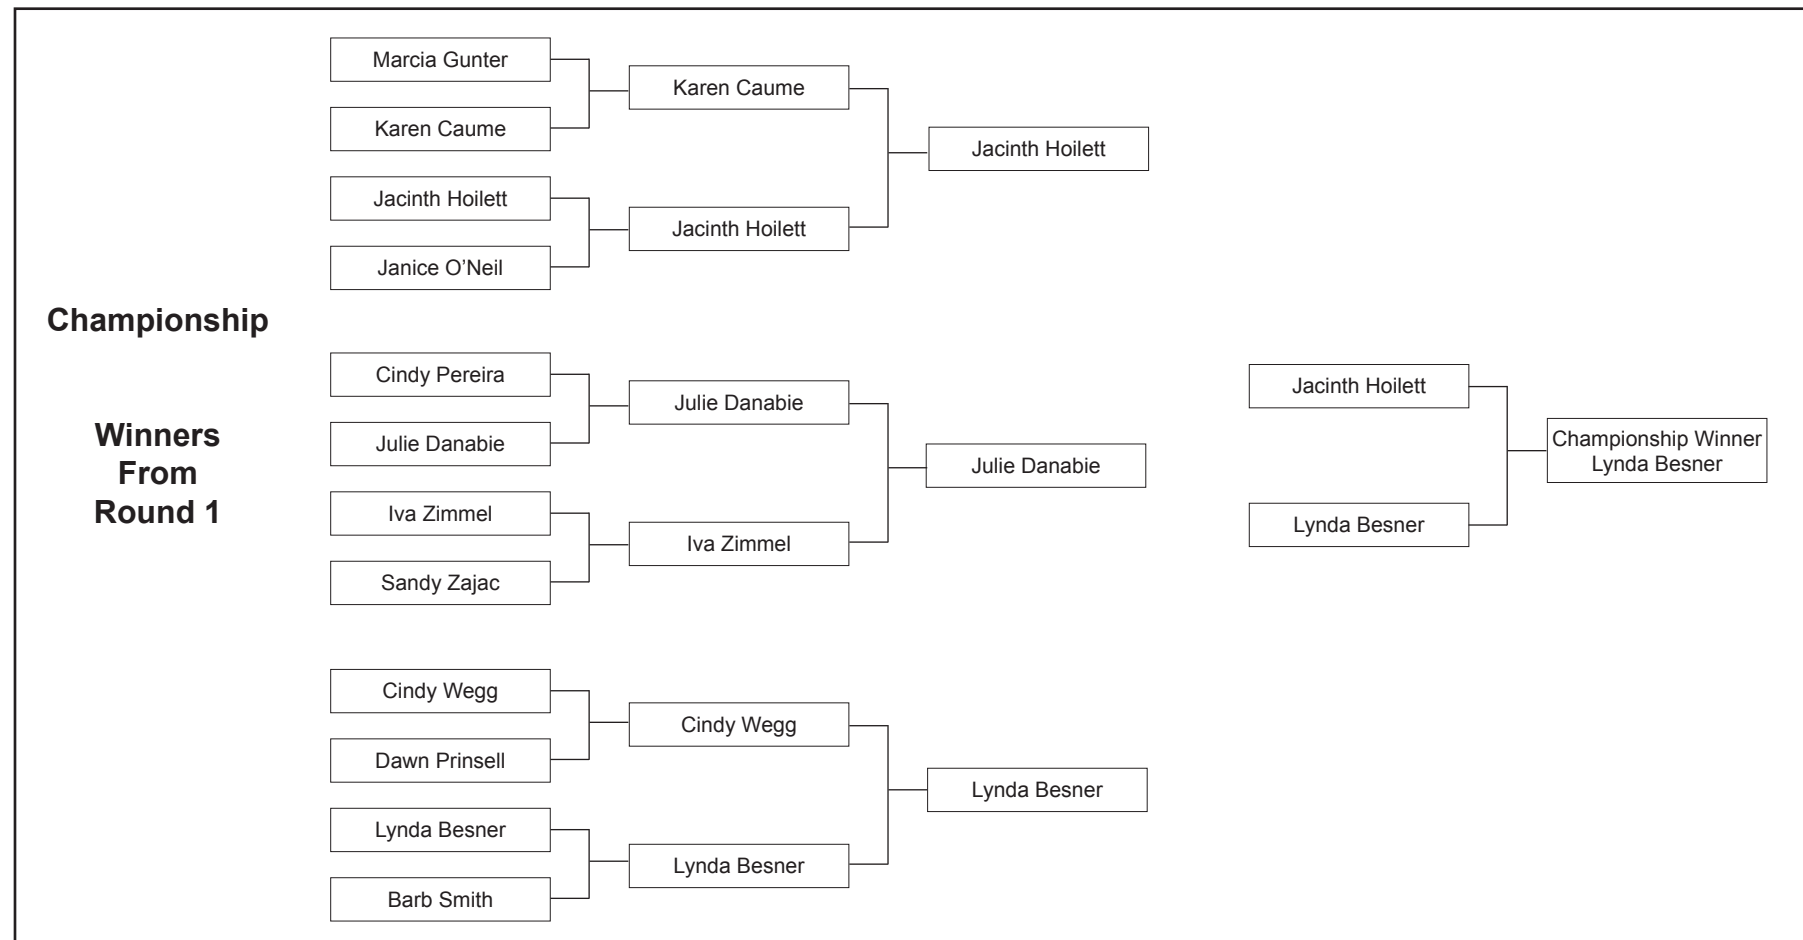 Marcia Gunter
Karen Caume
Karen Caume
Jacinth Hoilett
Jacinth Hoilett
Jacinth Hoilett
Janice O’Neil
Championship
Winners
From
Round 1
Cindy Pereira
Julie Danabie
Julie Danabie
Julie Danabie
Iva Zimmel
Iva Zimmel
Sandy Zajac
Jacinth Hoilett
Championship Winner
Lynda Besner
Lynda Besner
Cindy Wegg
Cindy Wegg
Dawn Prinsell
Lynda Besner
Lynda Besner
Lynda Besner
Barb Smith